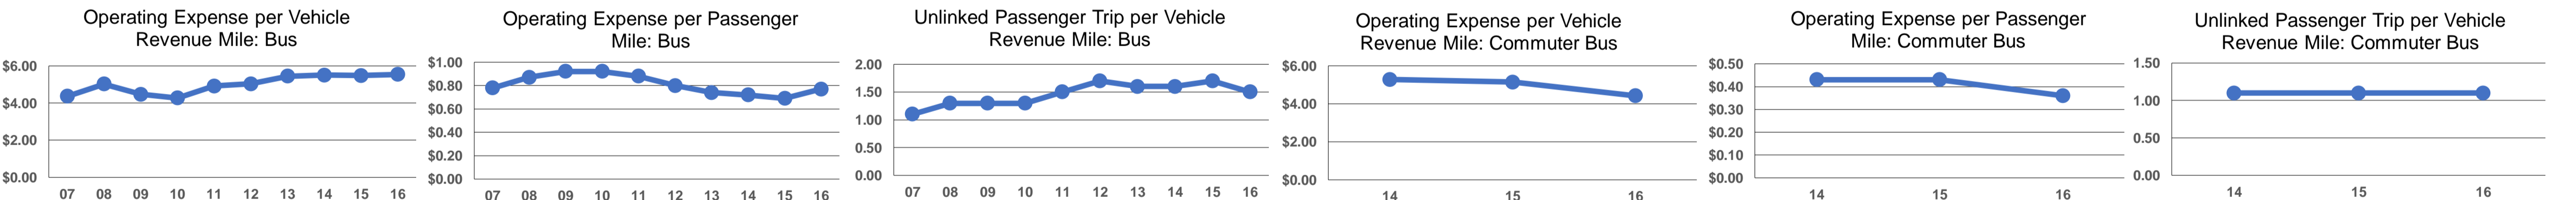 Operating Expense per Vehicle
Revenue Mile: Bus
$6.00
$4.00
$2.00
$0.00
07 08 09 10 11 12 13 14 15 16
Operating Expense per Passenger
Mile: Bus
$1.00
$0.80
$0.60
$0.40
$0.20
$0.00
07 08 09 10 11 12 13 14 15 16
Unlinked Passenger Trip per Vehicle
Revenue Mile: Bus
2.00
1.50
1.00
0.50
0.00
07 08 09 10 11 12 13 14 15 16
Operating Expense per Vehicle
Revenue Mile: Commuter Bus
$6.00
$4.00
$2.00
$0.00
14 15 16
Operating Expense per Passenger
Mile: Commuter Bus
$0.50
$0.40
$0.30
$0.20
$0.10
$0.00
14 15 16
Unlinked Passenger Trip per Vehicle
Revenue Mile: Commuter Bus
1.50
1.00
0.50
0.00
14 15 16